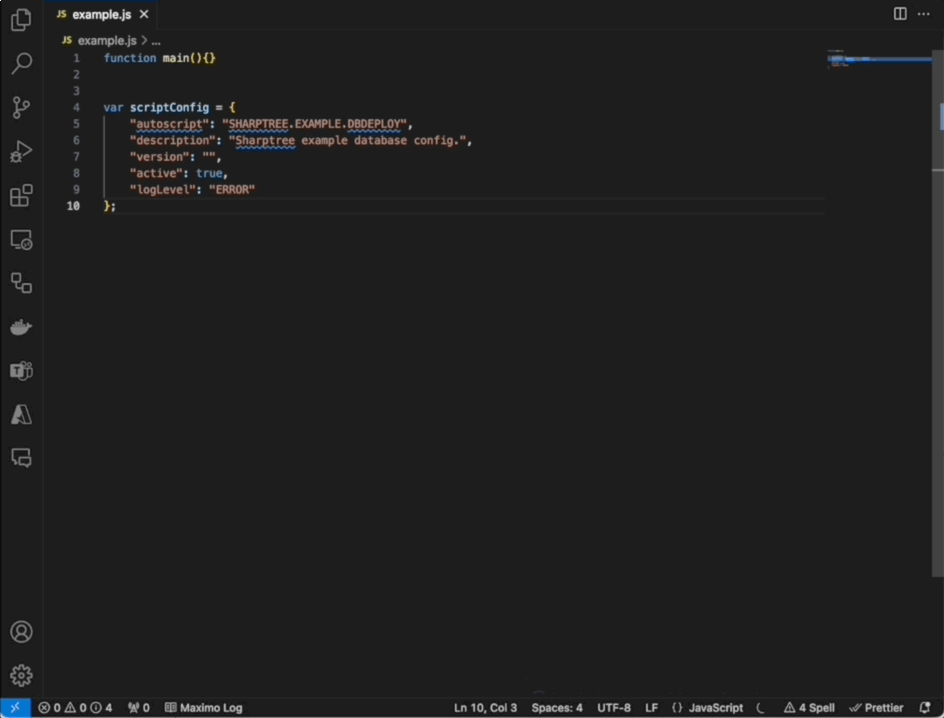 JS example.js
JS example.js > ...
1 function main(){}
2
3
4 var scriptConfig = {
5 "autoscript": "SHARPTREE.EXAMPLE.DBDEPLOY",
6 "description": "Sharptree example database config.",
7 "version": "",
8 "active": true,
9 "logLevel": "ERROR"
10 };
0 0 4 0 Maximo Log Ln 10, Col 3 Spaces: 4 UTF-8 LF {} JavaScript 4 Spell Prettier